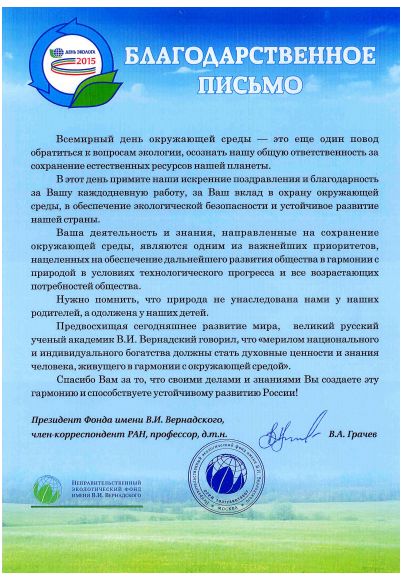 ДЕНЬ ЭКОЛОГА
2015
БЛАГОДАРСТВЕННОЕ
ПИСЬМО
Всемирный день окружающей среды — это еще один повод
обратиться к вопросам экологии, осознать нашу общую ответственность за
сохранение естественных ресурсов нашей планеты.
В этот день примите наши искренние поздравления и благодарность
за Вашу каждодневную работу, за Ваш вклад в охрану окружающей
среды, в обеспечение экологической безопасности и устойчивое развитие
нашей страны.
Ваша деятельность и знания, направленные на сохранение
окружающей среды, являются одним из важнейших приоритетов,
нацеленных на обеспечение дальнейшего развития общества в гармонии с
природой в условиях технологического прогресса и все возрастающих
потребностей общества.
Нужно помнить, что природа не унаследована нами у наших
родителей, а одолжена у наших детей.
Предвосхищая сегодняшнее развитие мира, великий русский
ученый академик В.И. Вернадский говорил, что «мерилом национального
и индивидуального богатства должны стать духовные ценности и знания
человека, живущего в гармонии с окружающей средой».
Спасибо Вам за то, что своими делами и знаниями Вы создаете эту
гармонию и способствуете устойчивому развитию России!
Президент Фонда имени В.И. Вернадского,
член-корреспондент РАН, профессор, д.т.н.
В.А. Грачев
НЕПРАВИТЕЛЬСТВЕННЫЙ
ЭКОЛОГИЧЕСКИЙ ФОНД
ИМЕНИ В.И. ВЕРНАДСКОГО
МОСКВА